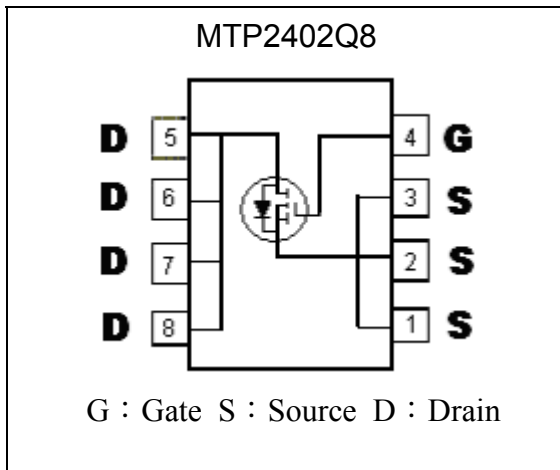 MTP2402Q8
D 5 4 G
D 6 3 S
D 7 2 S
D 8 1 S
G：Gate S：Source D：Drain